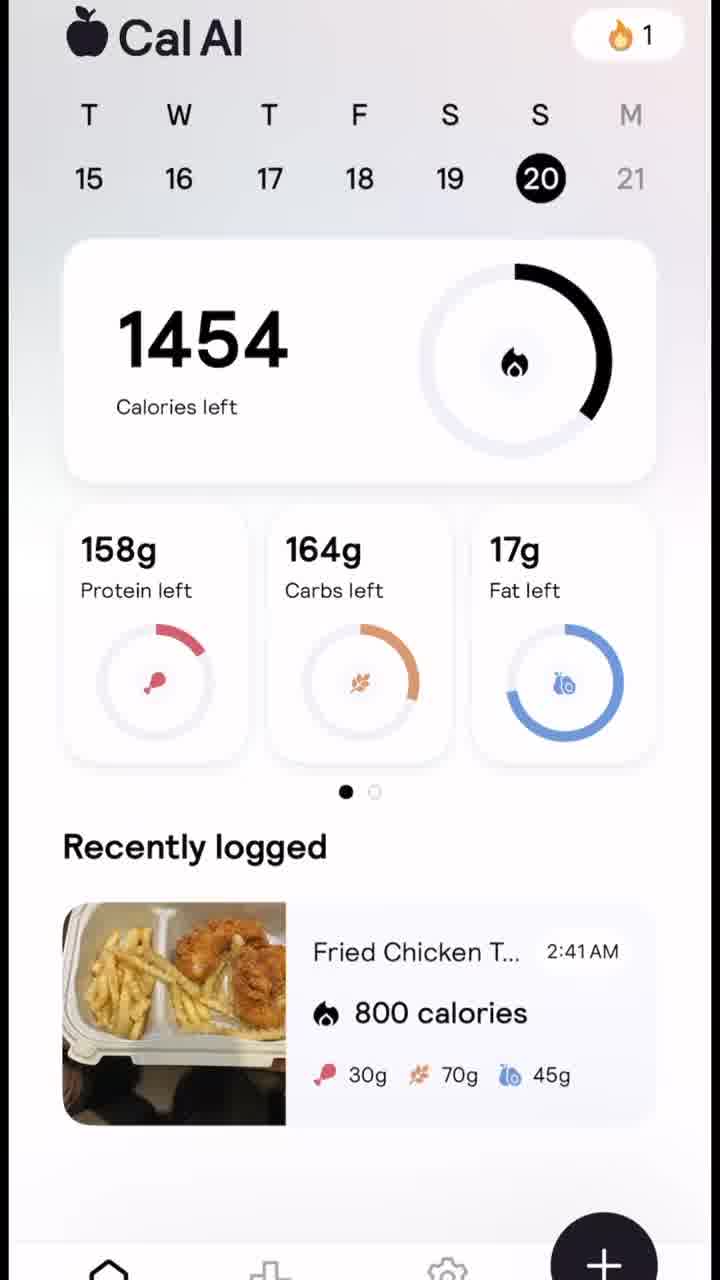 Cal AI
1
T W T F S S M
15 16 17 18 19 20 21
1454
Calories left
158g 164g 17g
Protein left Carbs left Fat left
Recently logged
Fried Chicken T... 2:41 AM
800 calories
30g 70g 45g